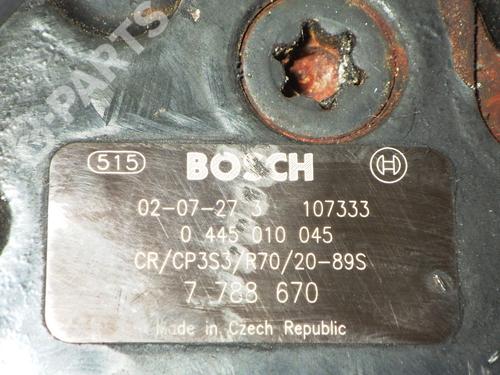 515 BOSCH
02-07-27 3 107333
0 445 010 045
CR/CP3S3/R70/20-89S
7 788 670
Made in Czech Republic